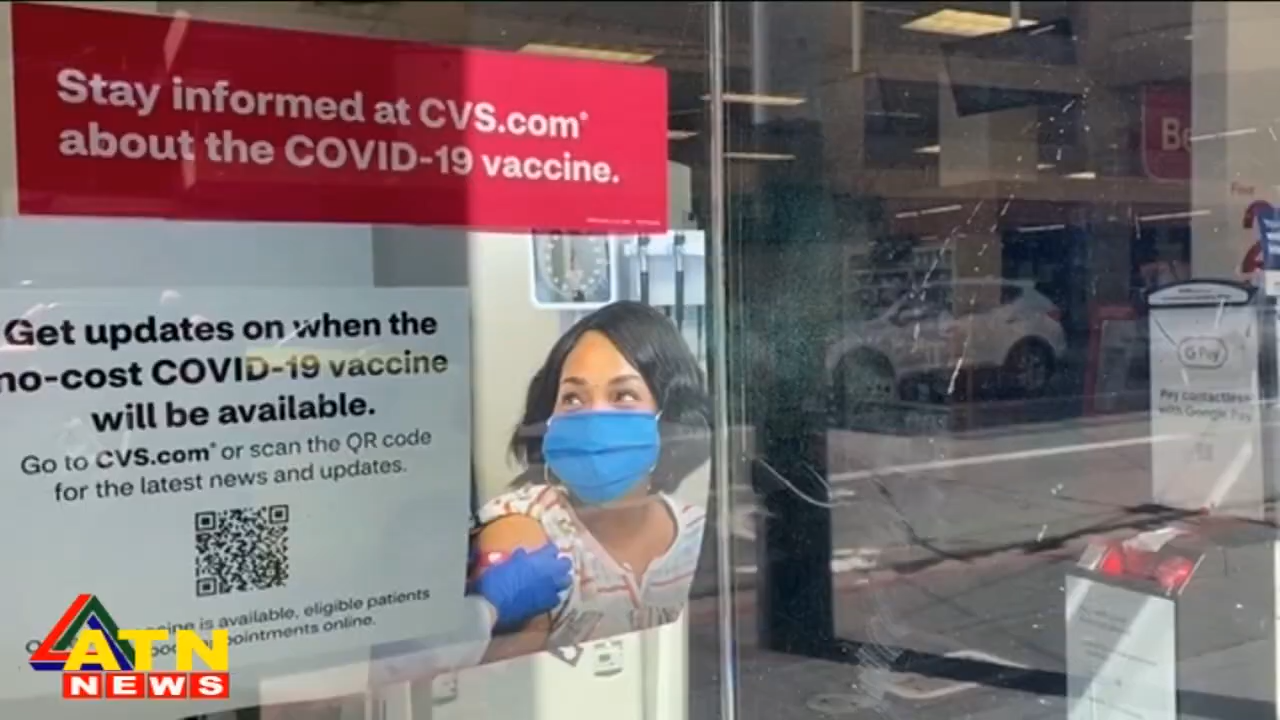 Stay informed at CVS.com®
about the COVID-19 vaccine.
Get updates on when the
no-cost COVID-19 vaccine
will be available.
Go to CVS.com® or scan the QR code
for the latest news and updates.
is available, eligible patients
appointments online.
ATN
NEWS
Be
G Pay
Pay contactless
with Google Pay